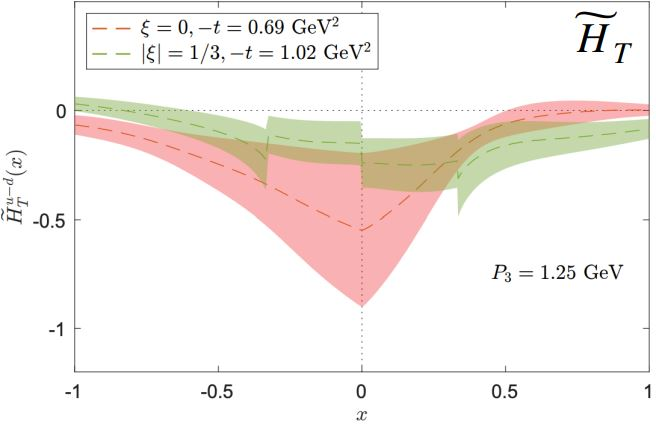 ξ = 0, −t = 0.69 GeV²
|ξ| = 1/3, −t = 1.02 GeV²
H̃_T
0
-0.5
-1
H̃_T^{u−d}(x)
P₃ = 1.25 GeV
-1 -0.5 0 0.5 1
x